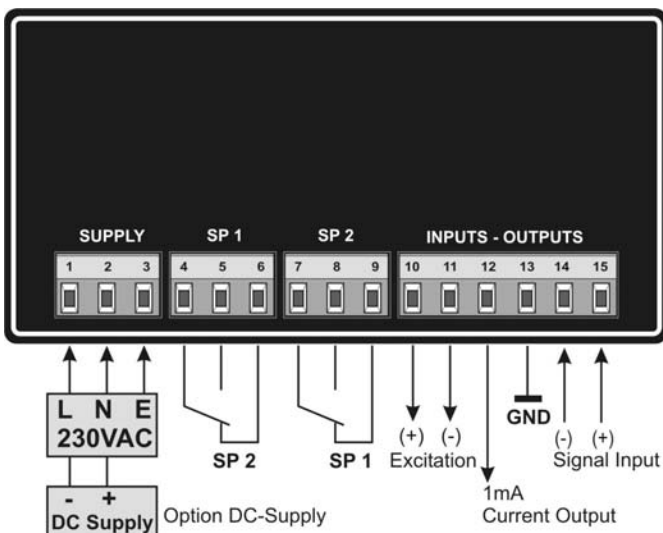 SUPPLY SP 1 SP 2 INPUTS - OUTPUTS
1 2 3 4 5 6 7 8 9 10 11 12 13 14 15
L N E
230VAC
SP 2 SP 1
(+) (-)
Excitation
GND
(-) (+)
Signal Input
1mA
Current Output
- +
DC Supply
Option DC-Supply